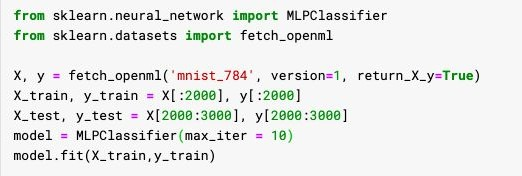 from sklearn.neural_network import MLPClassifier
from sklearn.datasets import fetch_openml
X, y = fetch_openml('mnist_784', version=1, return_X_y=True)
X_train, y_train = X[:2000], y[:2000]
X_test, y_test = X[2000:3000], y[2000:3000]
model = MLPClassifier(max_iter = 10)
model.fit(X_train,y_train)